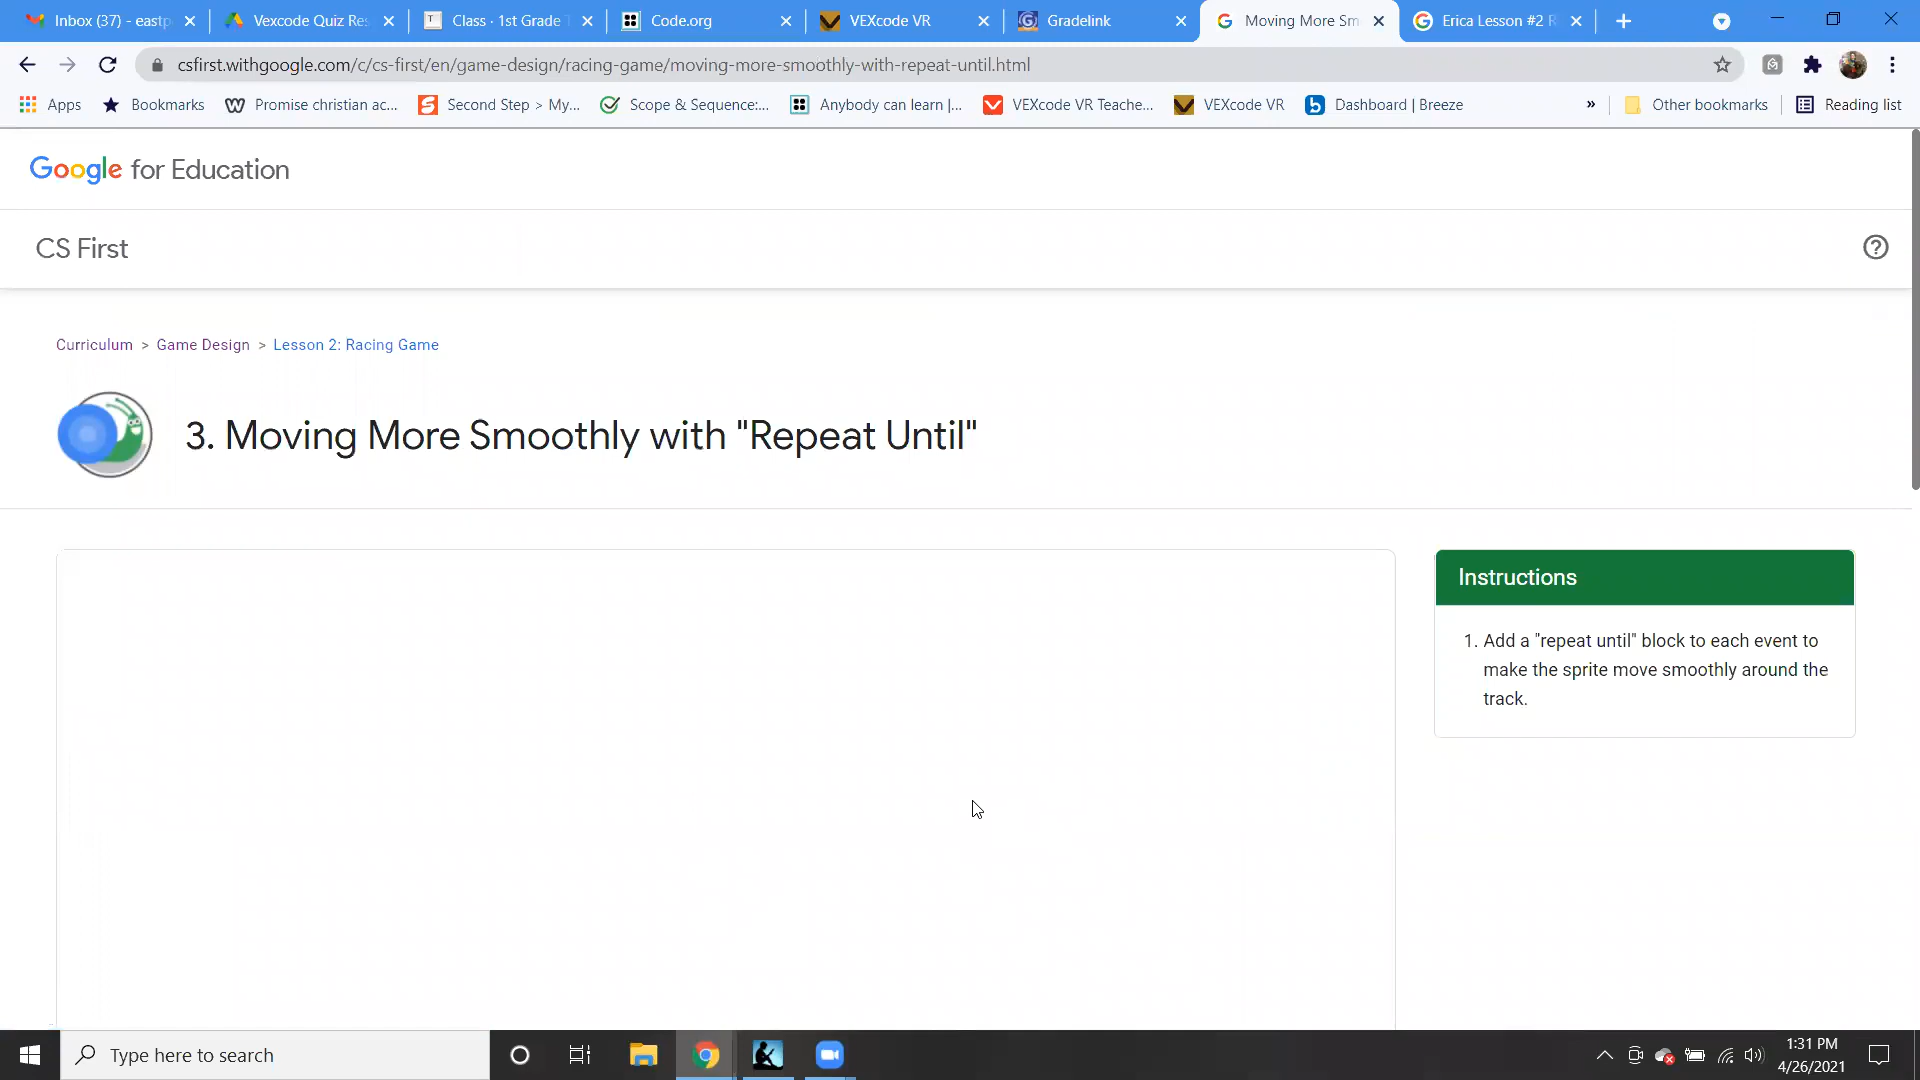 Inbox (37) - eastp
Vexcode Quiz Res
Class · 1st Grade T
Code.org
VEXcode VR
Gradelink
Moving More Sm
Erica Lesson #2 R
csfirst.withgoogle.com/c/cs-first/en/game-design/racing-game/moving-more-smoothly-with-repeat-until.html
Apps
Bookmarks
Promise christian ac...
Second Step > My...
Scope & Sequence:...
Anybody can learn |...
VEXcode VR Teache...
VEXcode VR
Dashboard | Breeze
»
Other bookmarks
Reading list
Google for Education
CS First
Curriculum > Game Design > Lesson 2: Racing Game
3. Moving More Smoothly with "Repeat Until"
Instructions
1. Add a "repeat until" block to each event to
make the sprite move smoothly around the
track.
Type here to search
1:31 PM
4/26/2021